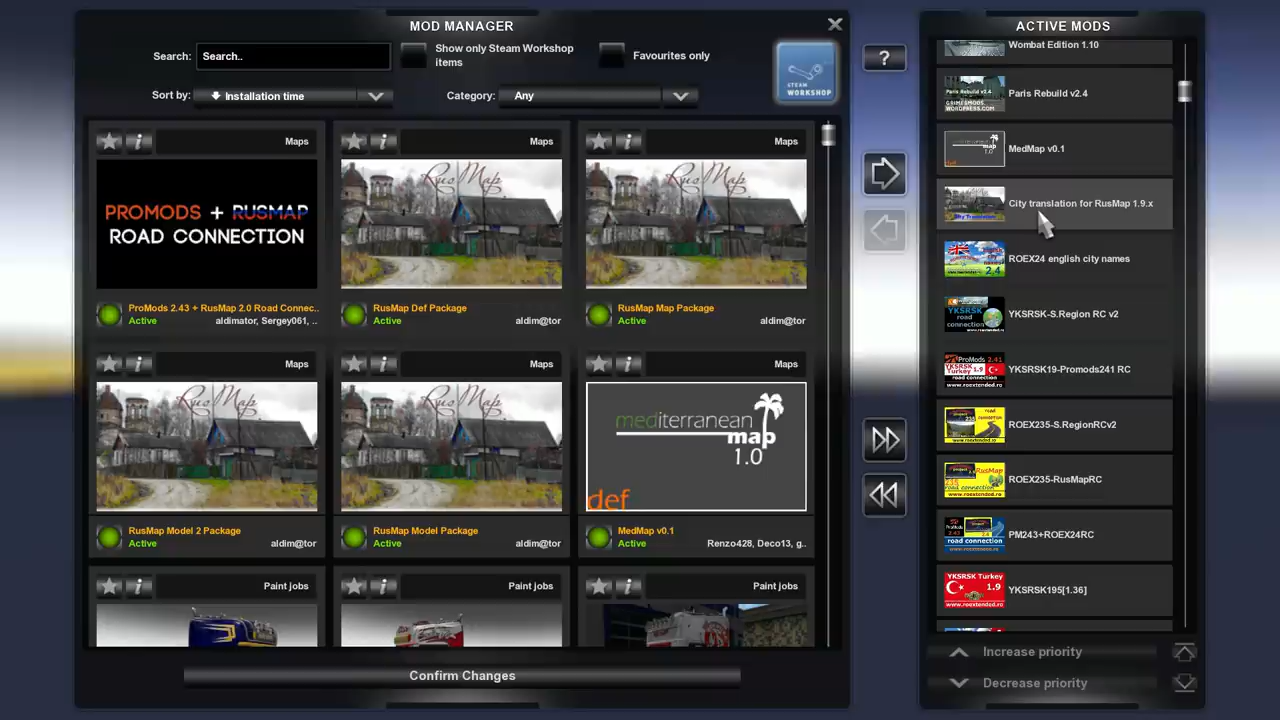 MOD MANAGER
Search:
Search..
Show only Steam Workshop
items
Favourites only
STEAM
WORKSHOP
Sort by:
Installation time
Category:
Any
Maps
PROMODS + RUSMAP
ROAD CONNECTION
ProMods 2.43 + RusMap 2.0 Road Connec..
Active
aldimator, Sergey061, ..
Maps
RusMap
RusMap Def Package
Active
aldim@tor
Maps
RusMap
RusMap Map Package
Active
aldim@tor
Maps
RusMap
RusMap Model 2 Package
Active
aldim@tor
Maps
RusMap
RusMap Model Package
Active
aldim@tor
Maps
mediterranean
map
1.0
def
MedMap v0.1
Active
Renzo428, Deco13, g..
Paint jobs
Paint jobs
Paint jobs
Confirm Changes
?
ACTIVE MODS
Wombat Edition 1.10
Paris Rebuild v2.4
MedMap v0.1
City translation for RusMap 1.9.x
ROEX24 english city names
YKSRSK-S.Region RC v2
YKSRSK19-Promods241 RC
ROEX235-S.RegionRCv2
ROEX235-RusMapRC
PM243+ROEX24RC
YKSRSK195[1.36]
Increase priority
Decrease priority